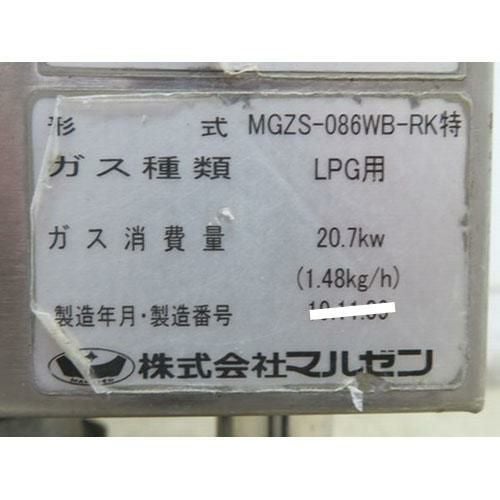 形 式 MGZS-086WB-RK特
ガス種類 LPG用
ガス消費量 20.7kw
(1.48kg/h)
製造年月・製造番号
株式会社マルゼン